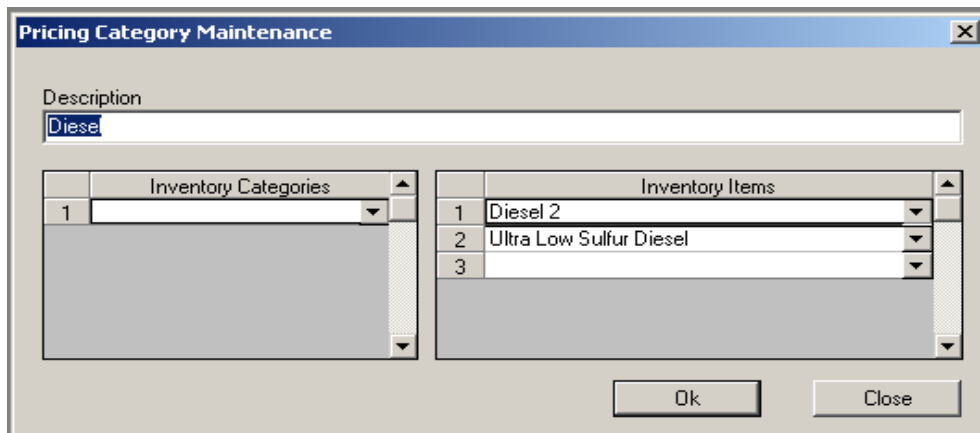 Pricing Category Maintenance
Description
Diesel
Inventory Categories
1
Inventory Items
1 Diesel 2
2 Ultra Low Sulfur Diesel
3
Ok Close